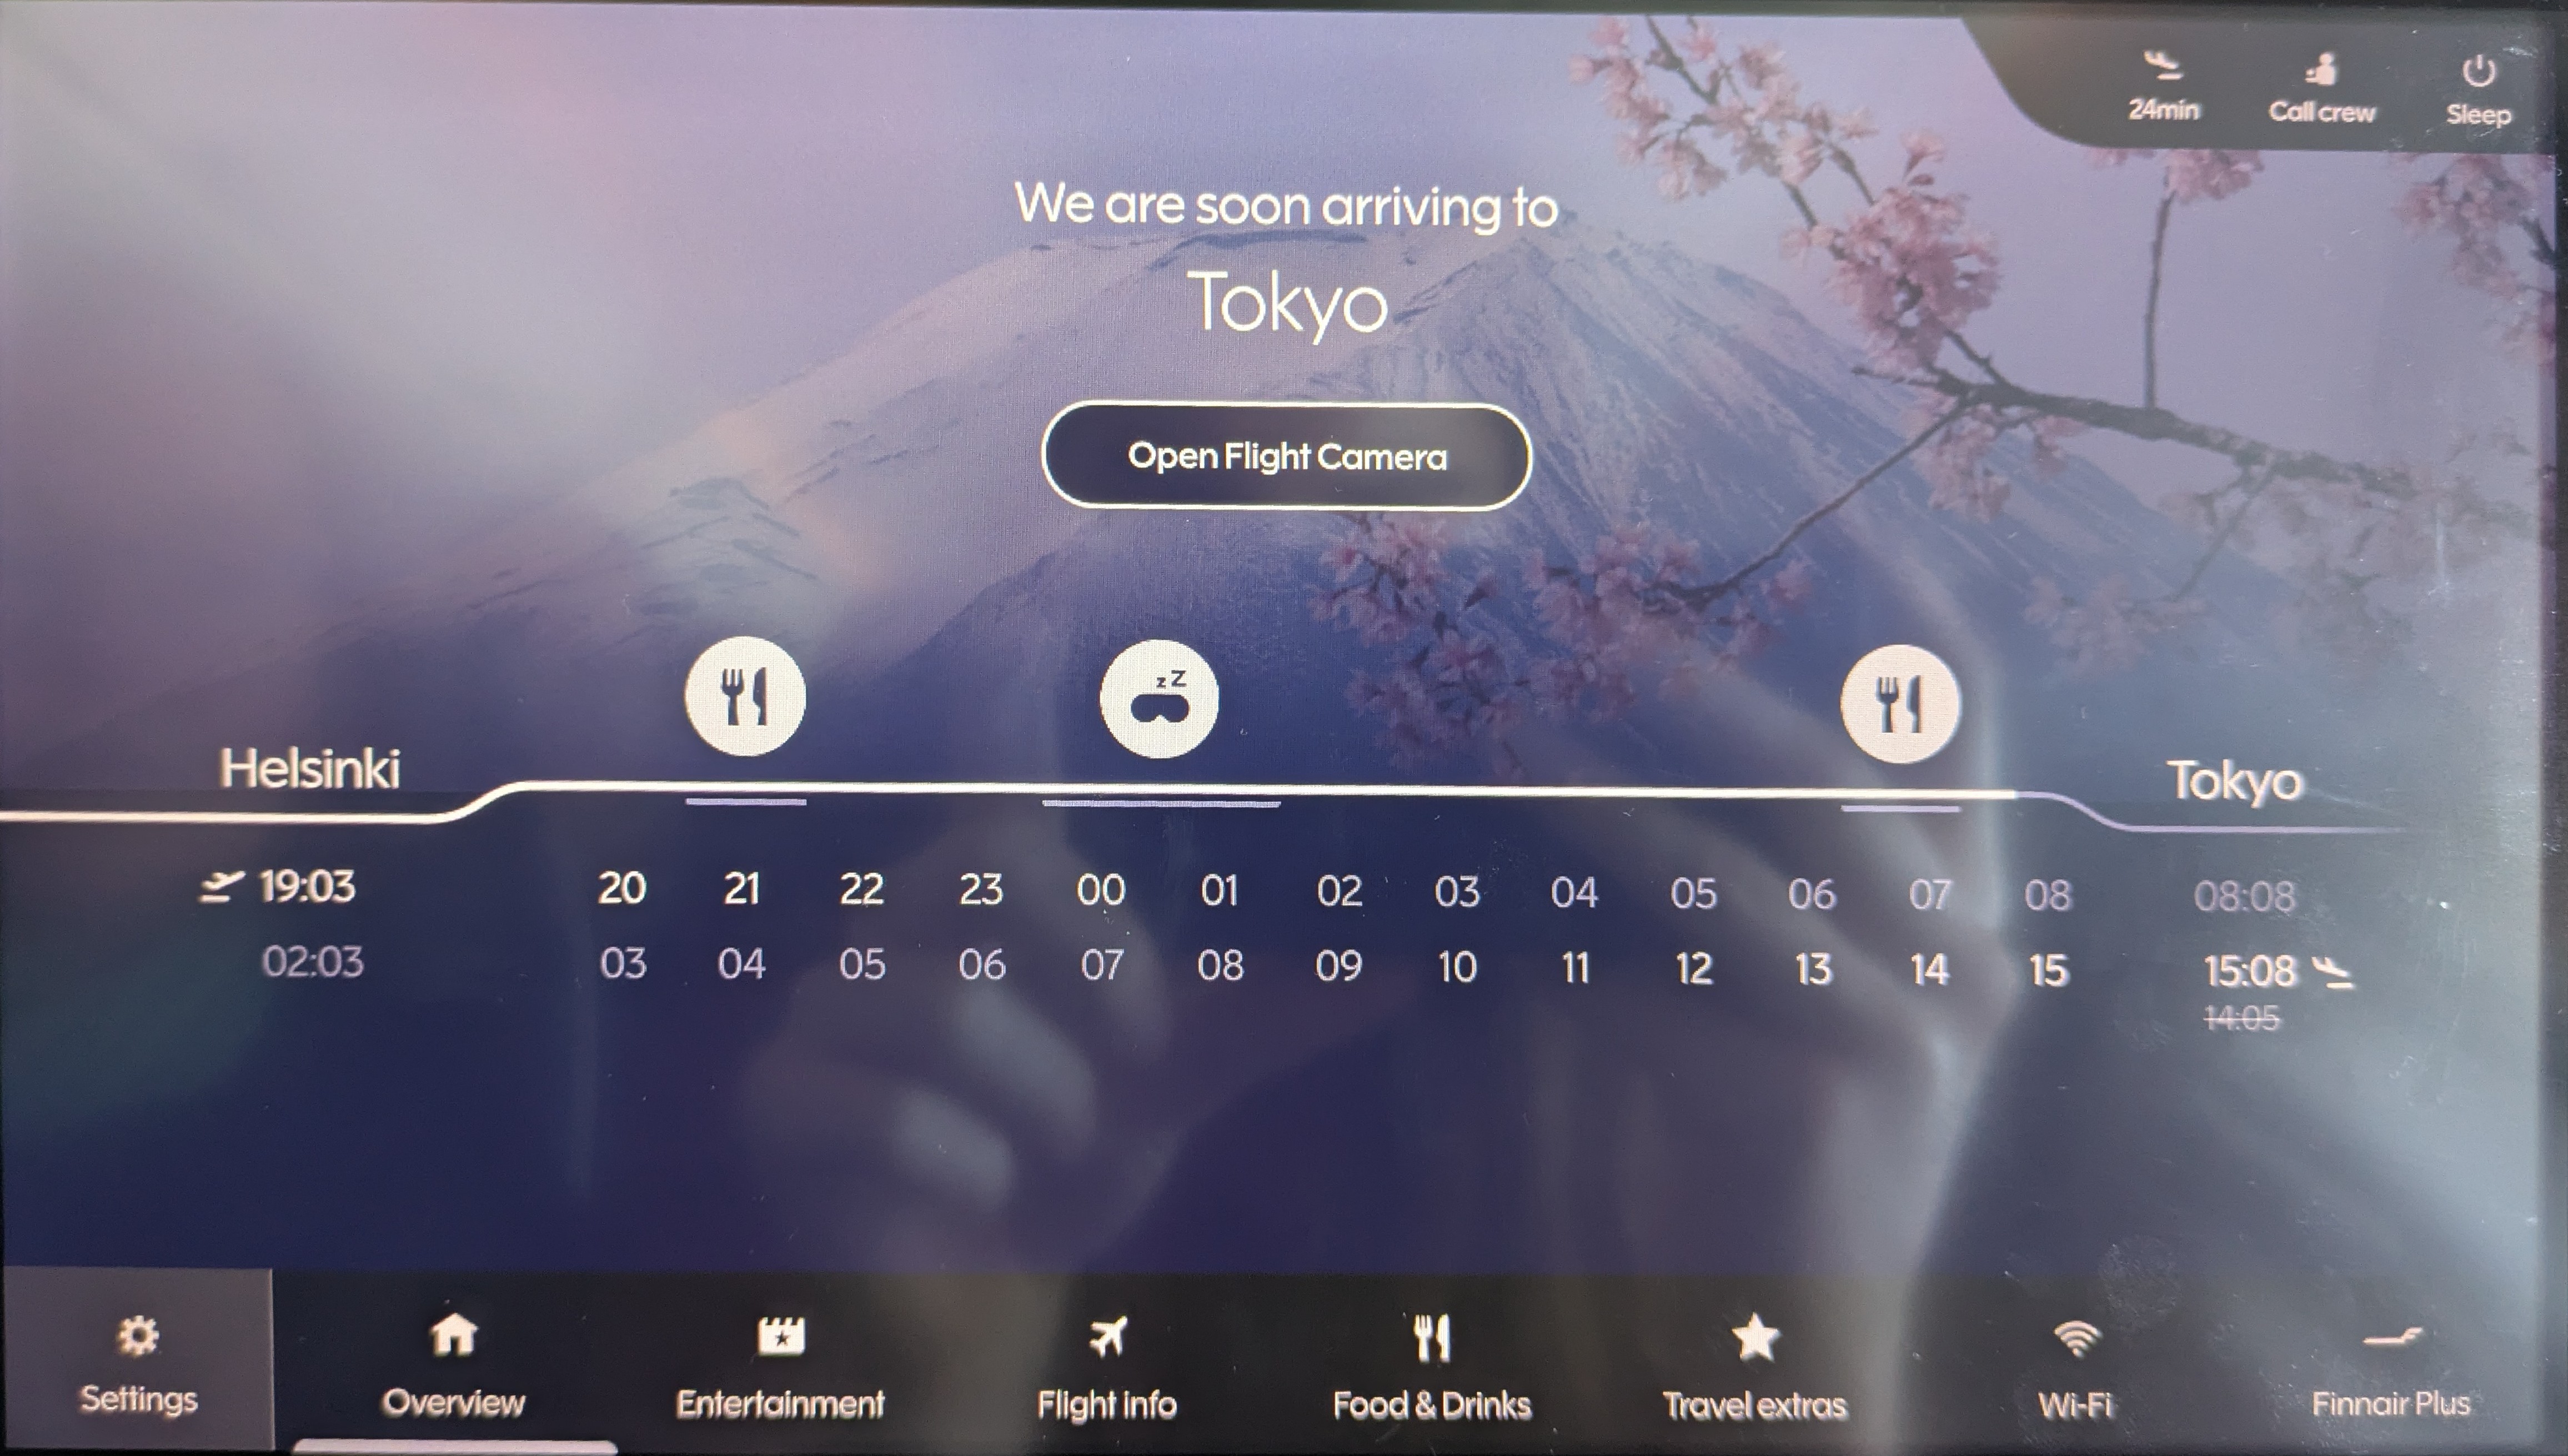 24min Call crew Sleep
We are soon arriving to
Tokyo
Open Flight Camera
zZ
Helsinki Tokyo
19:03 20 21 22 23 00 01 02 03 04 05 06 07 08 08:08
02:03 03 04 05 06 07 08 09 10 11 12 13 14 15 15:08
14:05
Settings Overview Entertainment Flight info Food & Drinks Travel extras Wi-Fi Finnair Plus